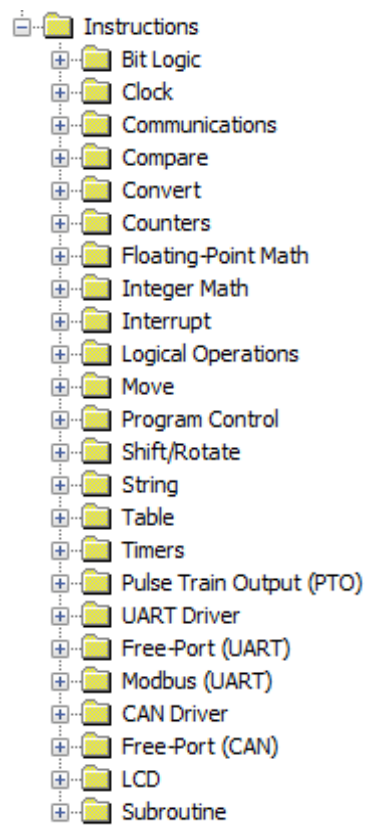 Instructions
Bit Logic
Clock
Communications
Compare
Convert
Counters
Floating-Point Math
Integer Math
Interrupt
Logical Operations
Move
Program Control
Shift/Rotate
String
Table
Timers
Pulse Train Output (PTO)
UART Driver
Free-Port (UART)
Modbus (UART)
CAN Driver
Free-Port (CAN)
LCD
Subroutine